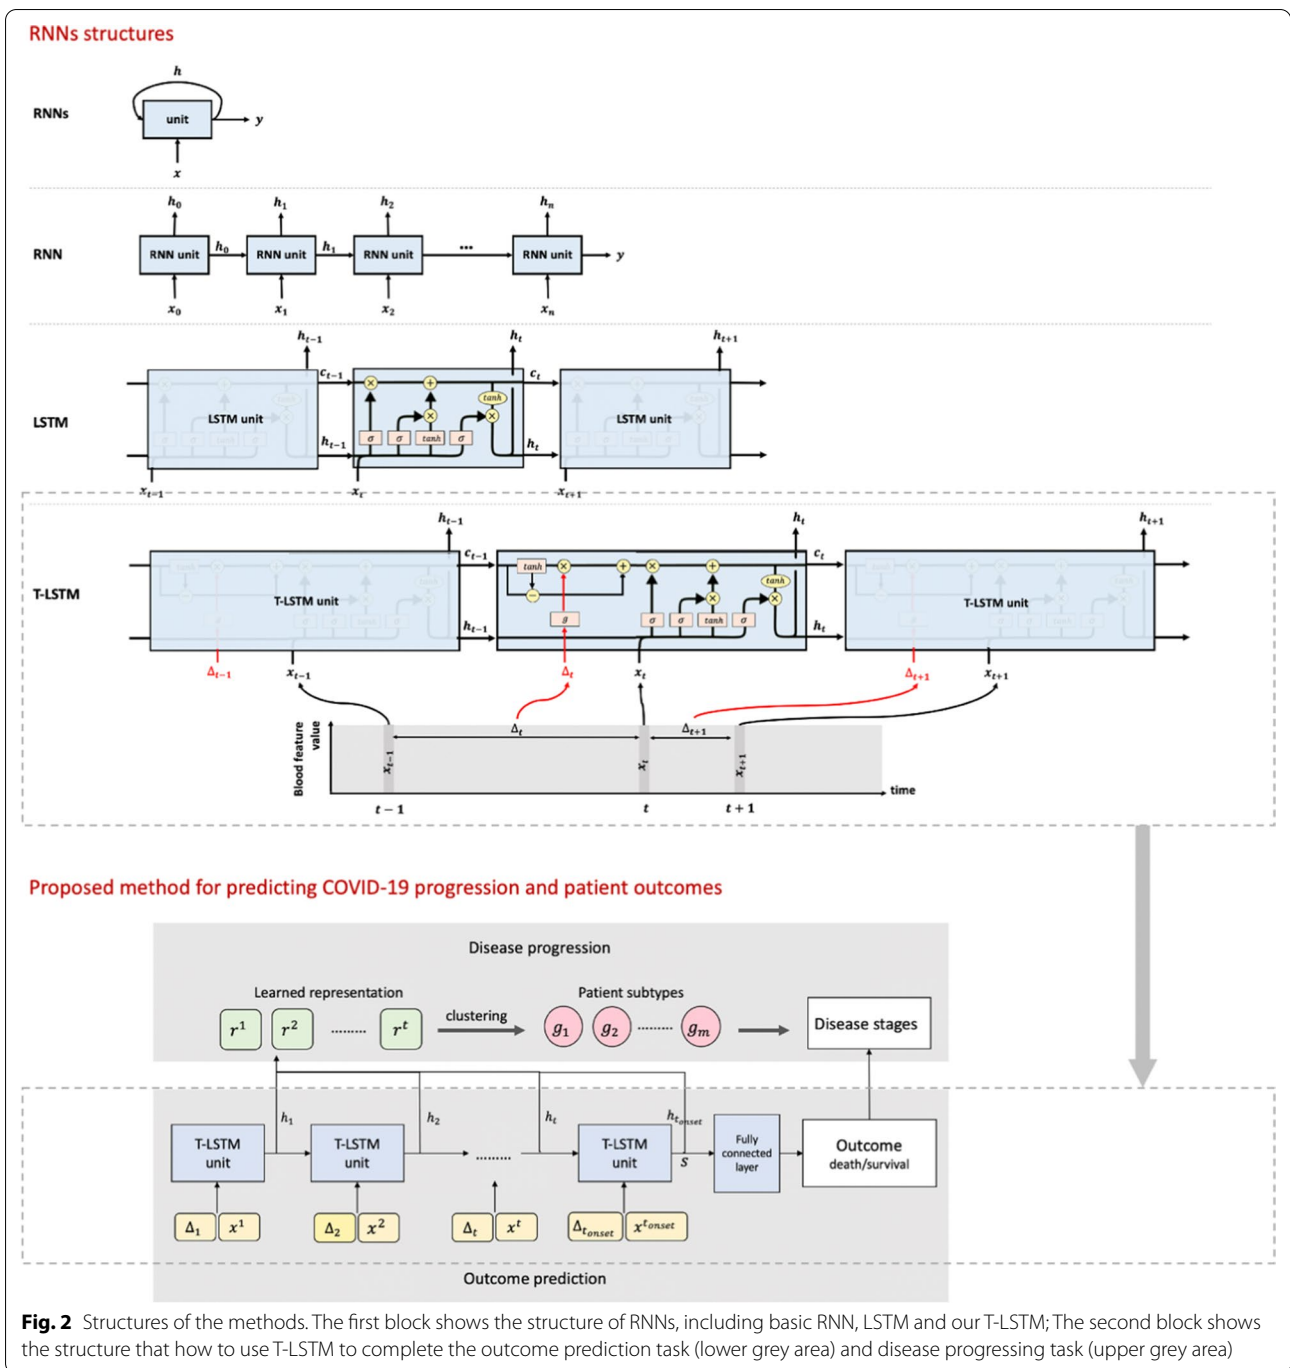 RNNs structures
h
RNNs
unit
y
x
h₀ h₁ h₂ hₙ
RNN
RNN unit h₀ RNN unit h₁ RNN unit ... RNN unit y
x₀ x₁ x₂ xₙ
hₜ₋₁ hₜ hₜ₊₁
cₜ₋₁ × + cₜ
tanh tanh
LSTM
LSTM unit × × LSTM unit
hₜ₋₁ σ σ tanh σ hₜ
xₜ₋₁ xₜ xₜ₊₁
hₜ₋₁ hₜ hₜ₊₁
cₜ₋₁ tanh × + × + cₜ
tanh
T-LSTM
T-LSTM unit − × × T-LSTM unit
hₜ₋₁ g σ σ tanh σ hₜ
Δₜ₋₁ xₜ₋₁ Δₜ xₜ Δₜ₊₁ xₜ₊₁
Blood feature
value
Δₜ Δₜ₊₁
xₜ₋₁ xₜ xₜ₊₁
time
t − 1 t t + 1
Proposed method for predicting COVID-19 progression and patient outcomes
Disease progression
Learned representation Patient subtypes
r¹ r² ......... rᵗ clustering g₁ g₂ ........ gₘ Disease stages
h₁ h₂ hₜ h_{t_{onset}}
T-LSTM
unit
T-LSTM
unit
.........
T-LSTM
unit
S
Fully
connected
layer
Outcome
death/survival
Δ₁ x¹ Δ₂ x² Δₜ xᵗ Δ_{t_{onset}} x^{t_{onset}}
Outcome prediction
Fig. 2 Structures of the methods. The first block shows the structure of RNNs, including basic RNN, LSTM and our T-LSTM; The second block shows
the structure that how to use T-LSTM to complete the outcome prediction task (lower grey area) and disease progressing task (upper grey area)